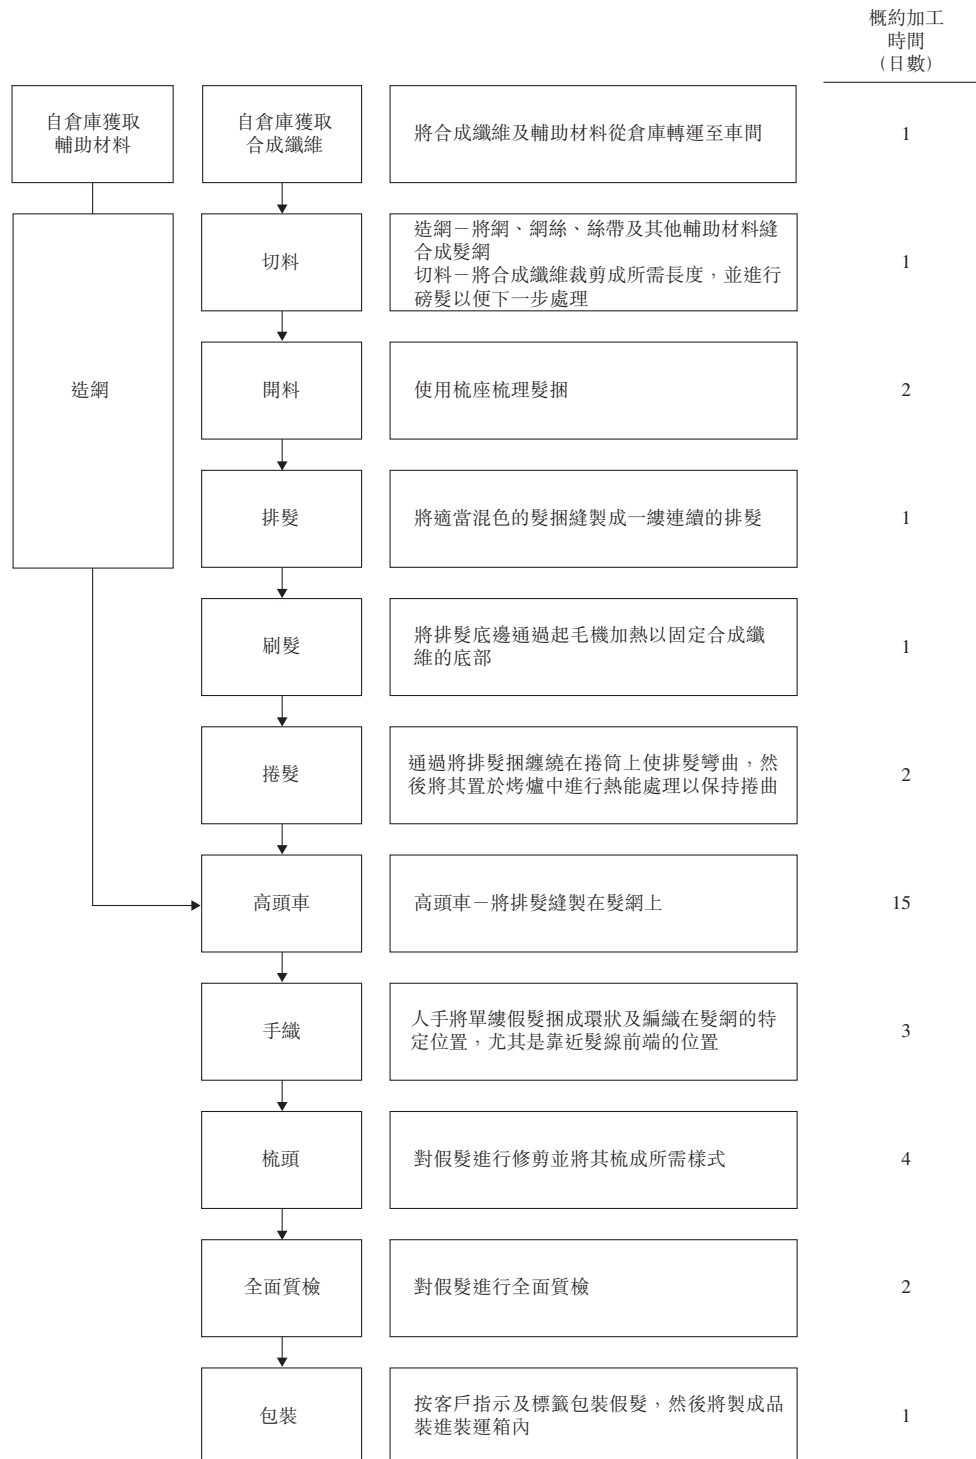 概約加工
時間
(日數)
自倉庫獲取
輔助材料
自倉庫獲取
合成纖維
將合成纖維及輔助材料從倉庫轉運至車間
1
造網
切料
造網－將網、網絲、絲帶及其他輔助材料縫
合成髮網
切料－將合成纖維裁剪成所需長度，並進行
磅髮以便下一步處理
1
開料
使用梳座梳理髮捆
2
排髮
將適當混色的髮捆縫製成一縷連續的排髮
1
刷髮
將排髮底邊通過起毛機加熱以固定合成纖
維的底部
1
捲髮
通過將排髮捆纏繞在捲筒上使排髮彎曲，然
後將其置於烤爐中進行熱能處理以保持捲曲
2
高頭車
高頭車－將排髮縫製在髮網上
15
手織
人手將單縷假髮捆成環狀及編織在髮網的特
定位置，尤其是靠近髮線前端的位置
3
梳頭
對假髮進行修剪並將其梳成所需樣式
4
全面質檢
對假髮進行全面質檢
2
包裝
按客戶指示及標籤包裝假髮，然後將製成品
裝進裝運箱內
1